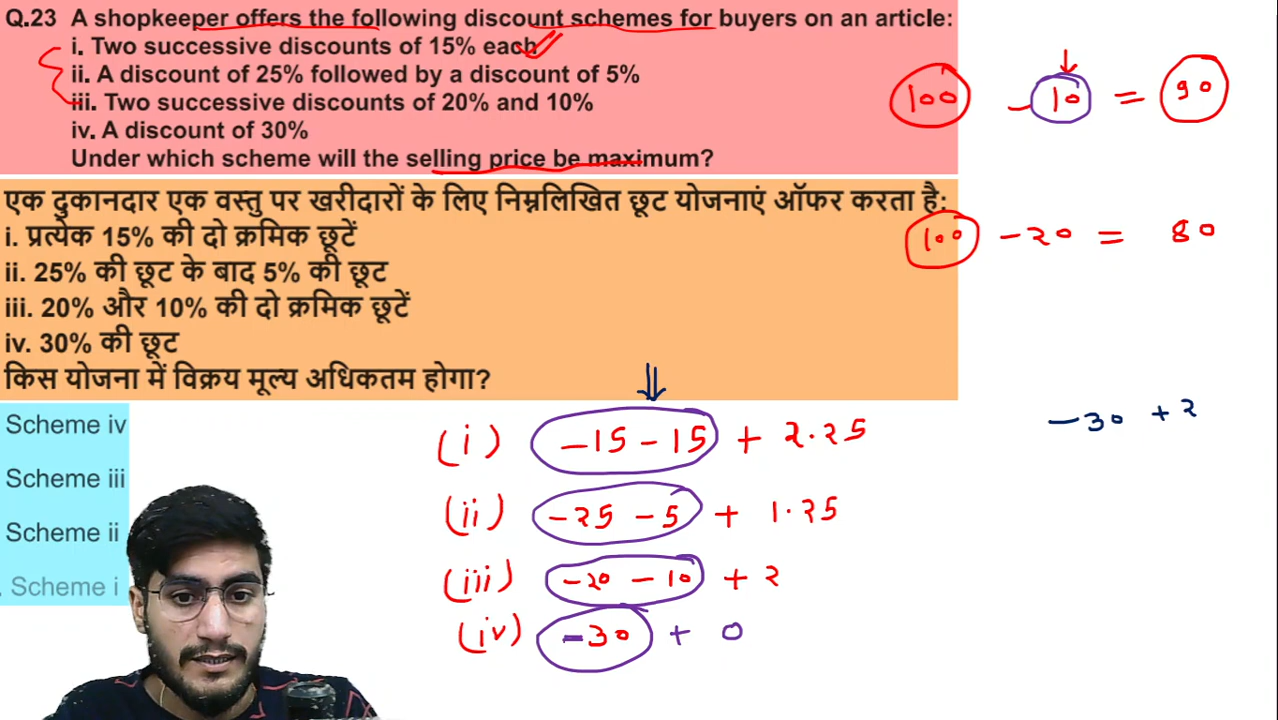 Q.23 A shopkeeper offers the following discount schemes for buyers on an article:
i. Two successive discounts of 15% each
ii. A discount of 25% followed by a discount of 5%
iii. Two successive discounts of 20% and 10%
iv. A discount of 30%
Under which scheme will the selling price be maximum?
100 - 10 = 90
एक दुकानदार एक वस्तु पर खरीदारों के लिए निम्नलिखित छूट योजनाएं ऑफर करता है:
i. प्रत्येक 15% की दो क्रमिक छूटें
ii. 25% की छूट के बाद 5% की छूट
iii. 20% और 10% की दो क्रमिक छूटें
iv. 30% की छूट
किस योजना में विक्रय मूल्य अधिकतम होगा?
100 - 20 = 80
Scheme iv
Scheme iii
Scheme ii
Scheme i
(i) -15 -15 + 2.25
(ii) -25 -5 + 1.25
(iii) -20 -10 + 2
(iv) -30 + 0
-30 +2